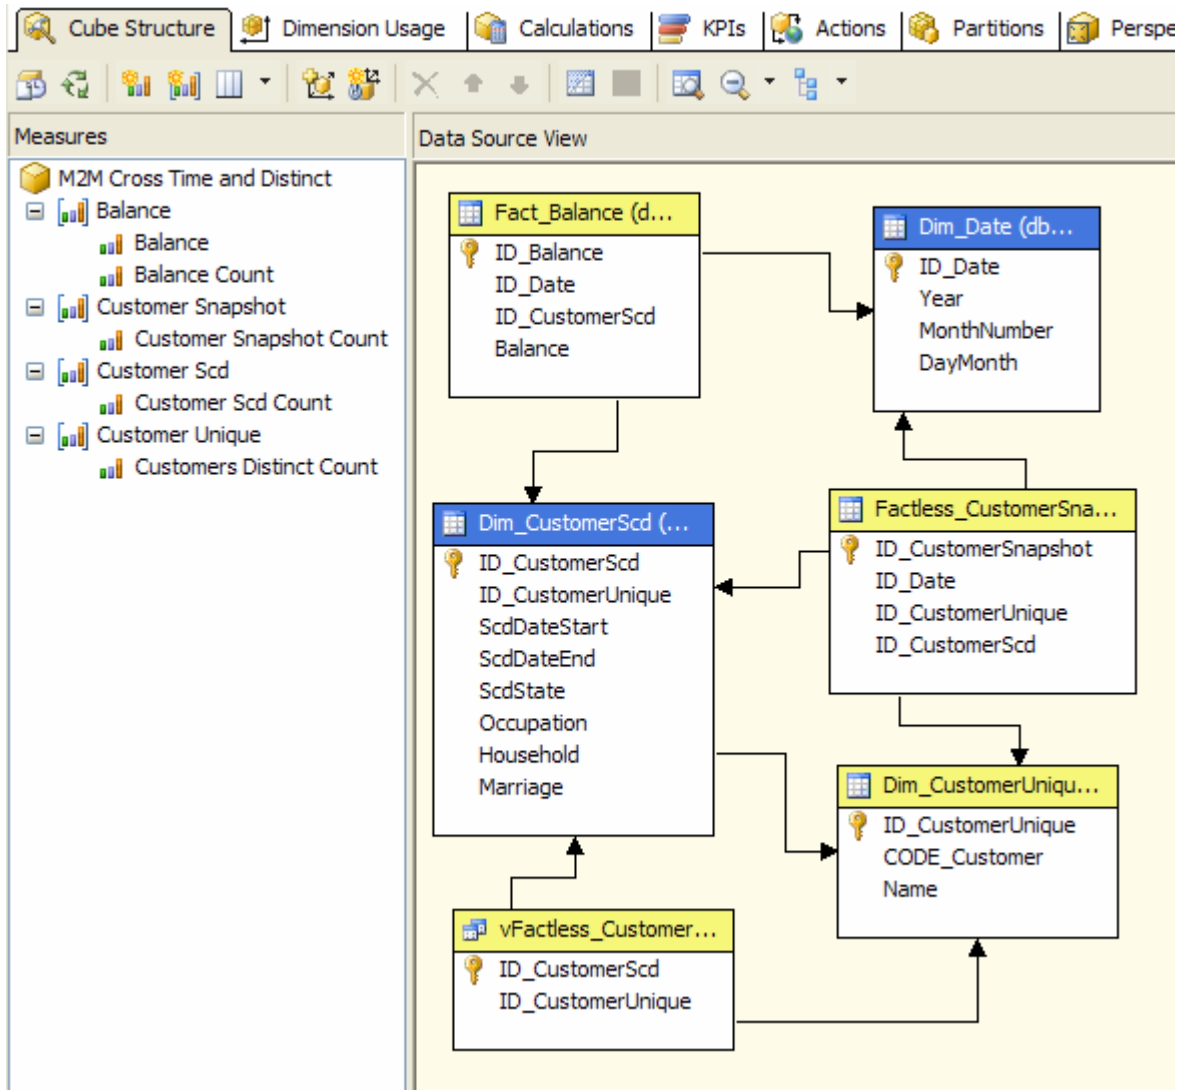 Cube Structure Dimension Usage Calculations KPIs Actions Partitions Perspe
Measures
M2M Cross Time and Distinct
Balance
Balance
Balance Count
Customer Snapshot
Customer Snapshot Count
Customer Scd
Customer Scd Count
Customer Unique
Customers Distinct Count
Data Source View
Fact_Balance (d...
ID_Balance
ID_Date
ID_CustomerScd
Balance
Dim_Date (db...
ID_Date
Year
MonthNumber
DayMonth
Dim_CustomerScd (...
ID_CustomerScd
ID_CustomerUnique
ScdDateStart
ScdDateEnd
ScdState
Occupation
Household
Marriage
Factless_CustomerSna...
ID_CustomerSnapshot
ID_Date
ID_CustomerUnique
ID_CustomerScd
Dim_CustomerUniqu...
ID_CustomerUnique
CODE_Customer
Name
vFactless_Customer...
ID_CustomerScd
ID_CustomerUnique